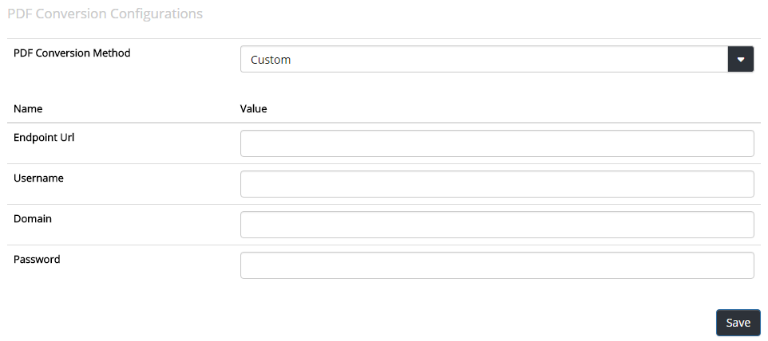 PDF Conversion Configurations
PDF Conversion Method
Custom
Name Value
Endpoint Url
Username
Domain
Password
Save